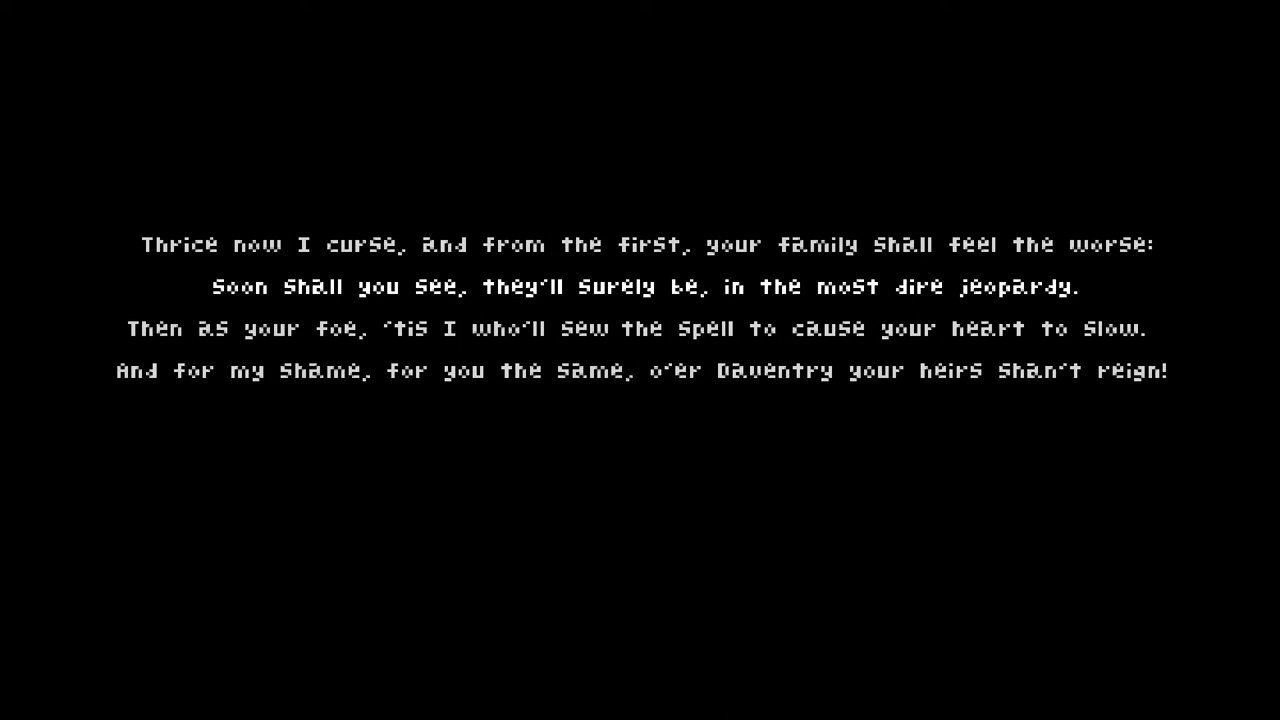 Thrice now I curse, and from the first, your family shall feel the worse:
Soon shall you see, they'll surely be, in the most dire jeopardy.
Then as your foe, 'tis I who'll sew the spell to cause your heart to slow.
And for my shame, for you the same, o'er Daventry your heirs shan't reign!